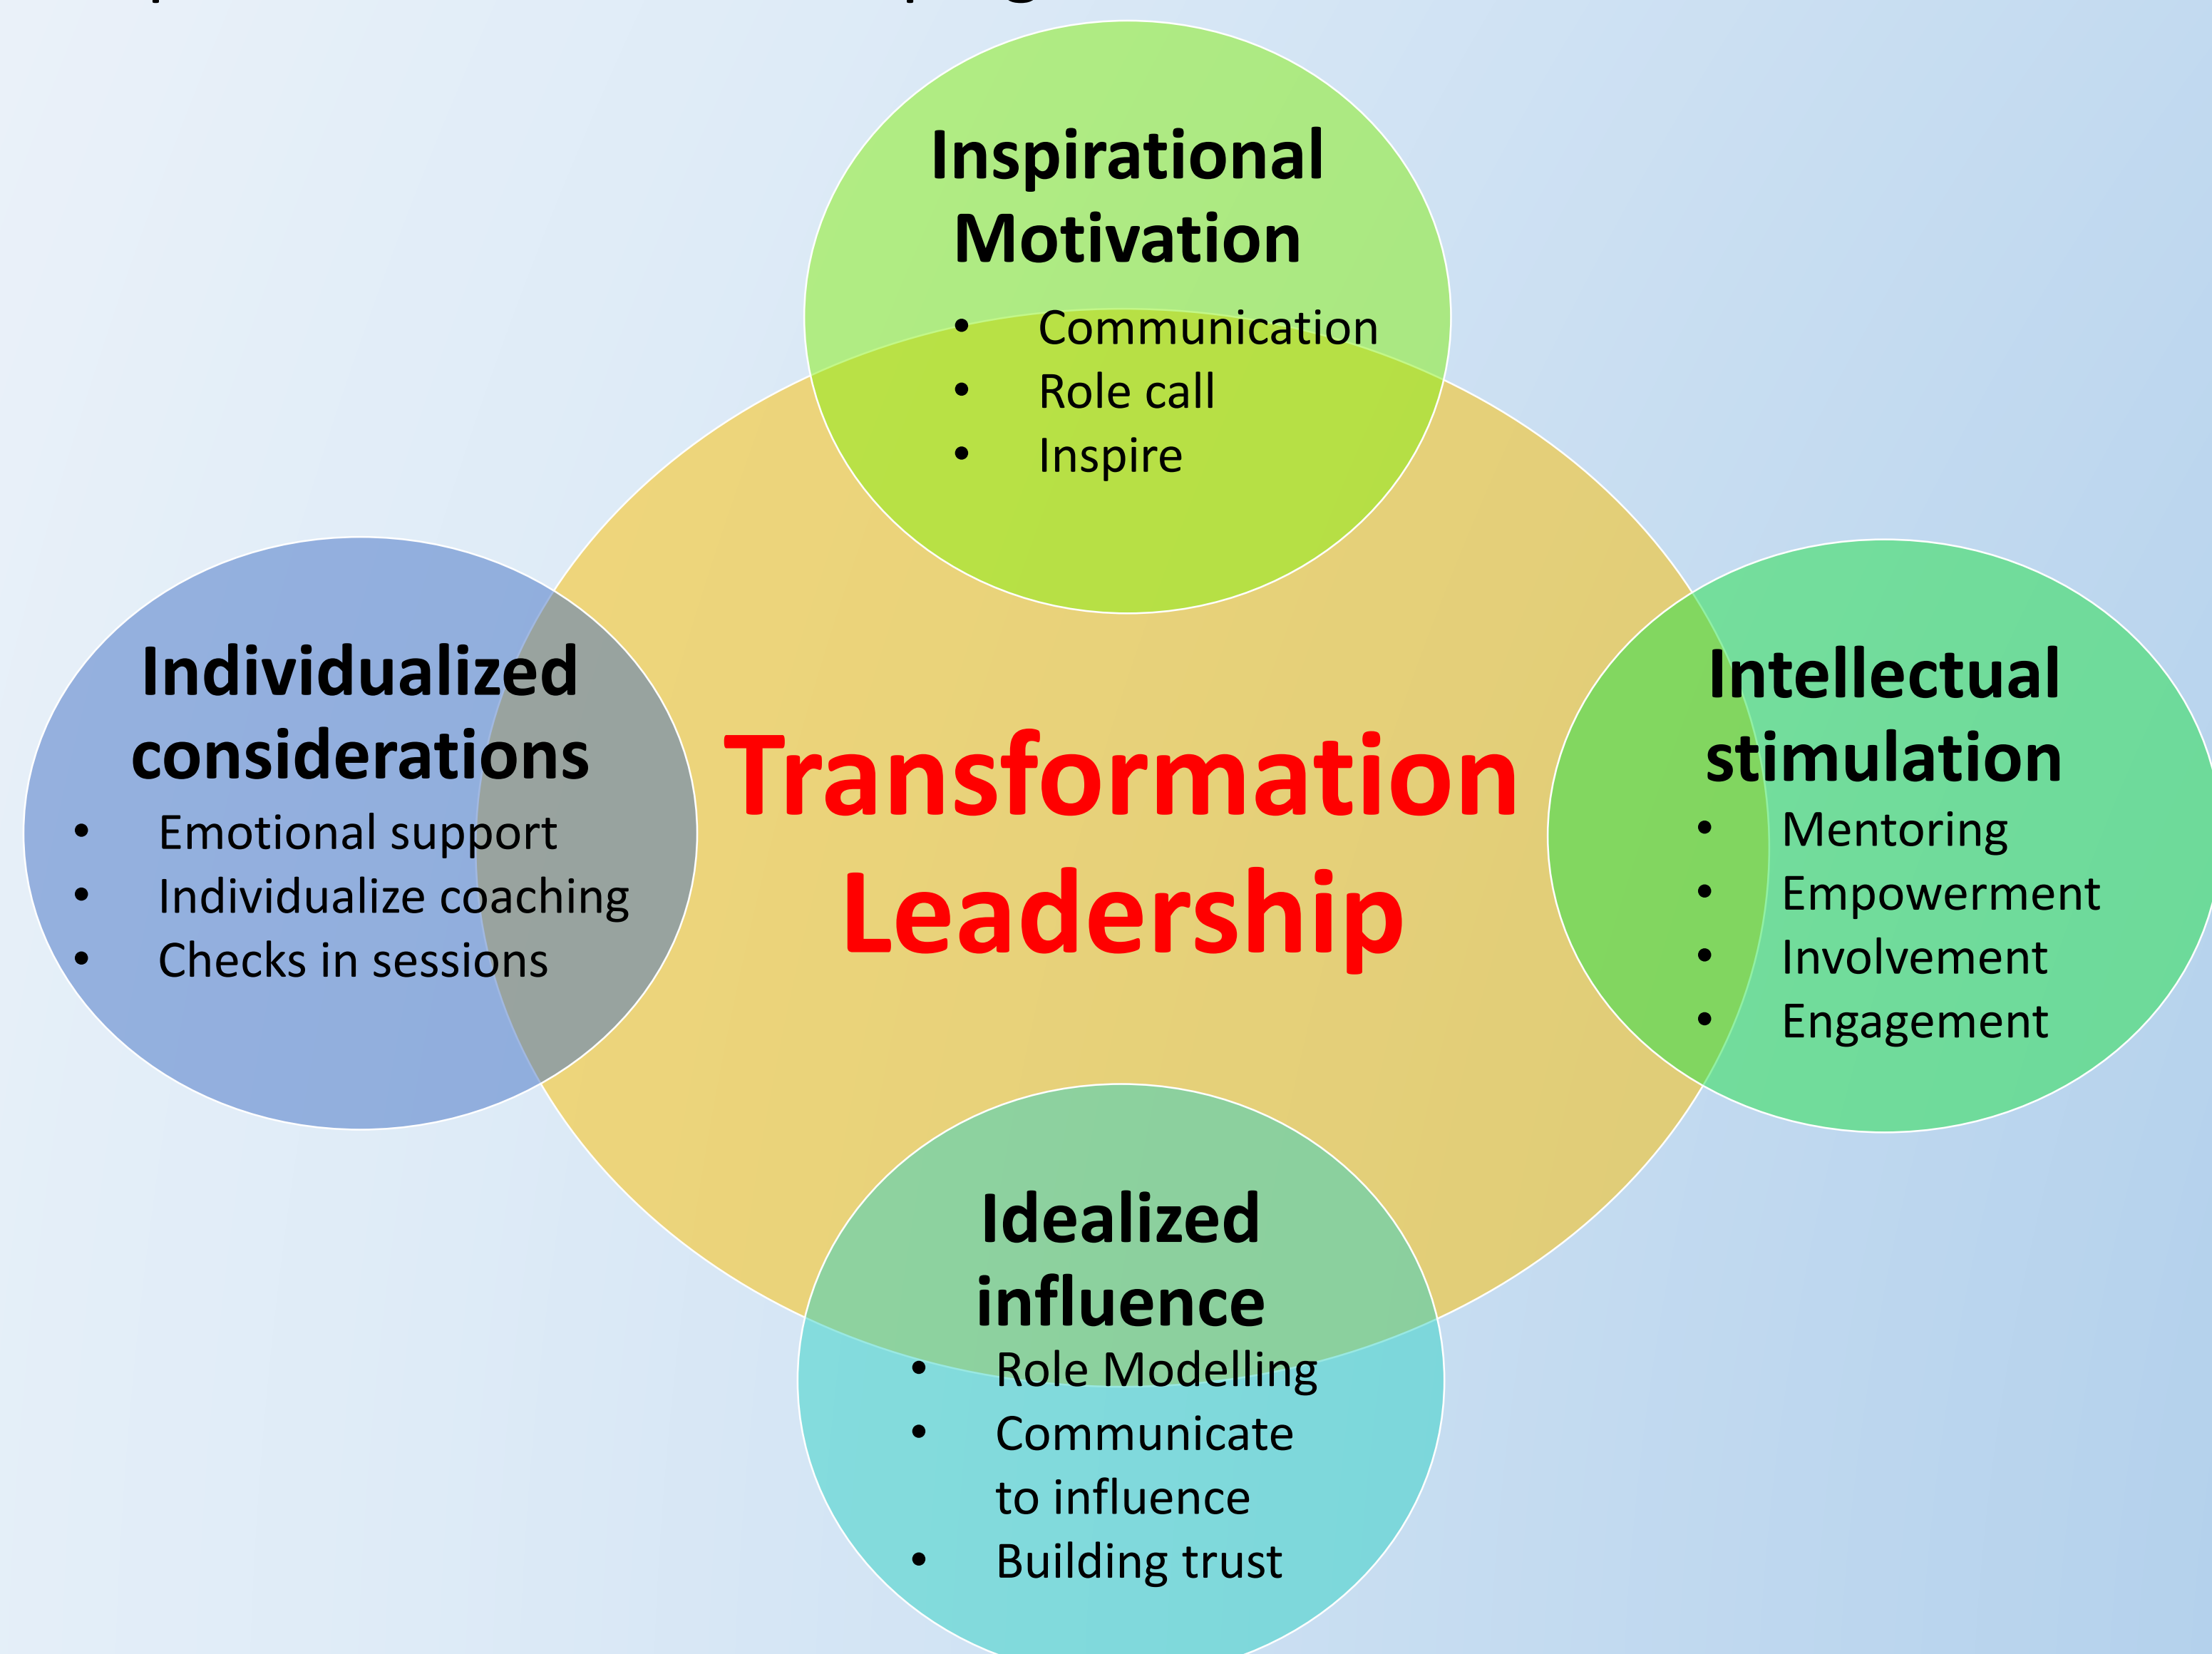 Inspirational
Motivation
• Communication
• Role call
• Inspire
Individualized
considerations
• Emotional support
• Individualize coaching
• Checks in sessions
Transformation
Leadership
Intellectual
stimulation
• Mentoring
• Empowerment
• Involvement
• Engagement
Idealized
influence
• Role Modelling
• Communicate
to influence
• Building trust